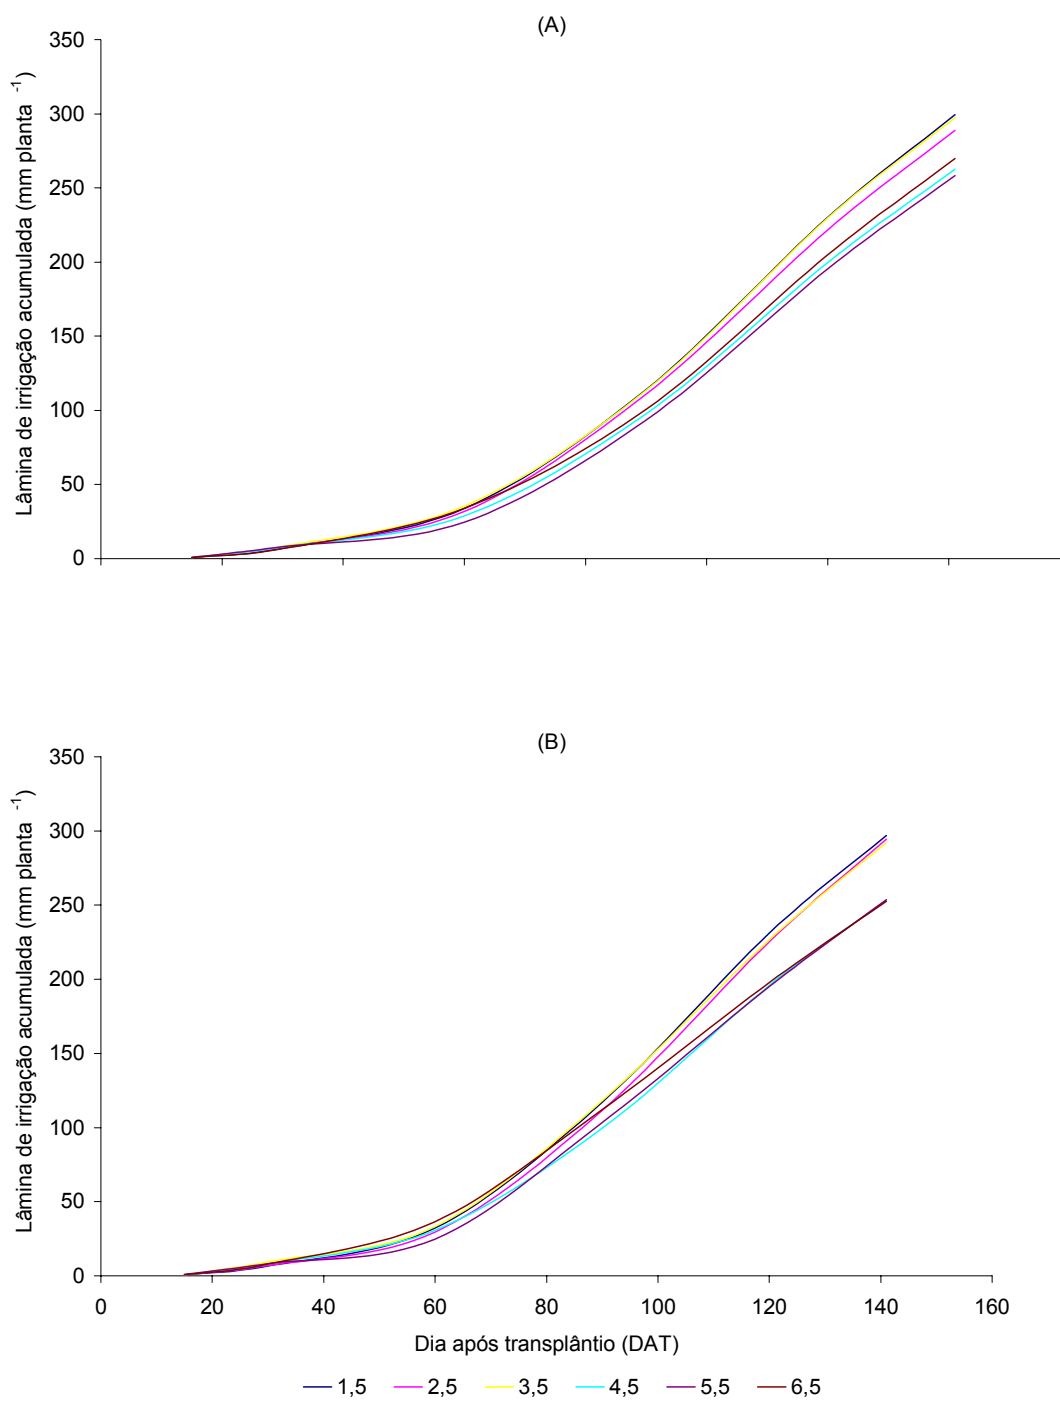 (A)
Lâmina de irrigação acumulada (mm planta -1)
350
300
250
200
150
100
50
0
(B)
Lâmina de irrigação acumulada (mm planta -1)
350
300
250
200
150
100
50
0
0 20 40 60 80 100 120 140 160
Dia após transplântio (DAT)
1,5 2,5 3,5 4,5 5,5 6,5